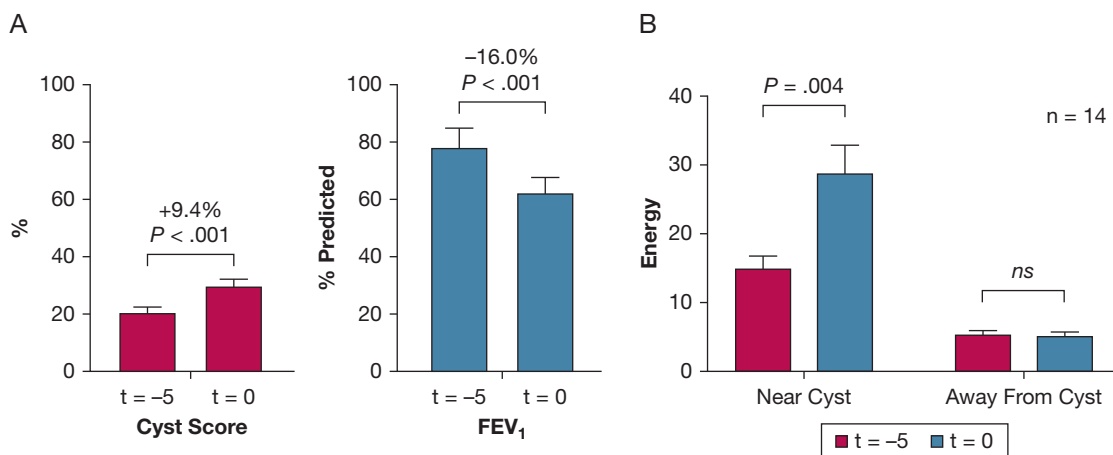 A
100
80
60
40
20
0
%
+9.4%
P < .001
t = –5
t = 0
Cyst Score
100
80
60
40
20
0
% Predicted
–16.0%
P < .001
t = –5
t = 0
FEV₁
B
40
30
20
10
0
Energy
P = .004
n = 14
ns
Near Cyst
Away From Cyst
t = –5
t = 0